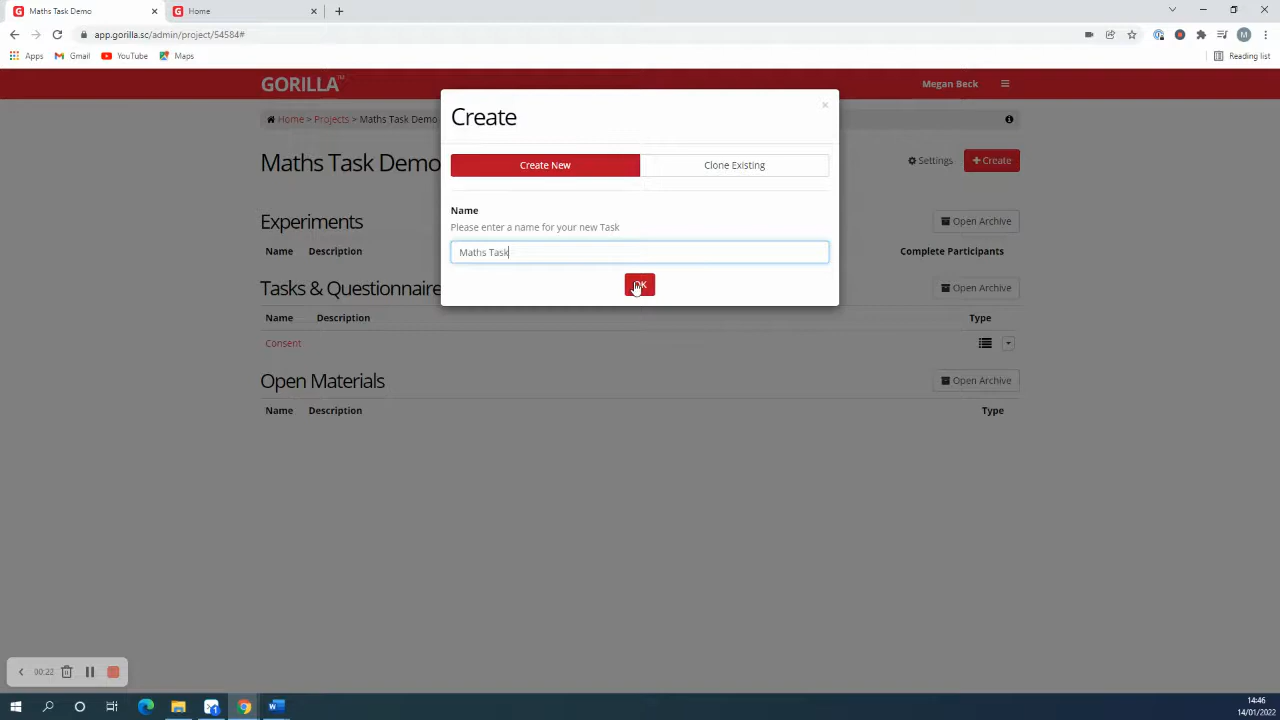 Maths Task Demo
Home
app.gorilla.sc/admin/project/54584#
Apps
Gmail
YouTube
Maps
Reading list
GORILLA™
Megan Beck
Home > Projects > Maths Task Demo
Maths Task Demo
Settings
+ Create
Create
×
Create New
Clone Existing
Name
Please enter a name for your new Task
Maths Task
OK
Experiments
Open Archive
Name
Description
Complete Participants
Tasks & Questionnaire
Open Archive
Name
Description
Type
Consent
Open Materials
Open Archive
Name
Description
Type
00:22
14:46
14/01/2022